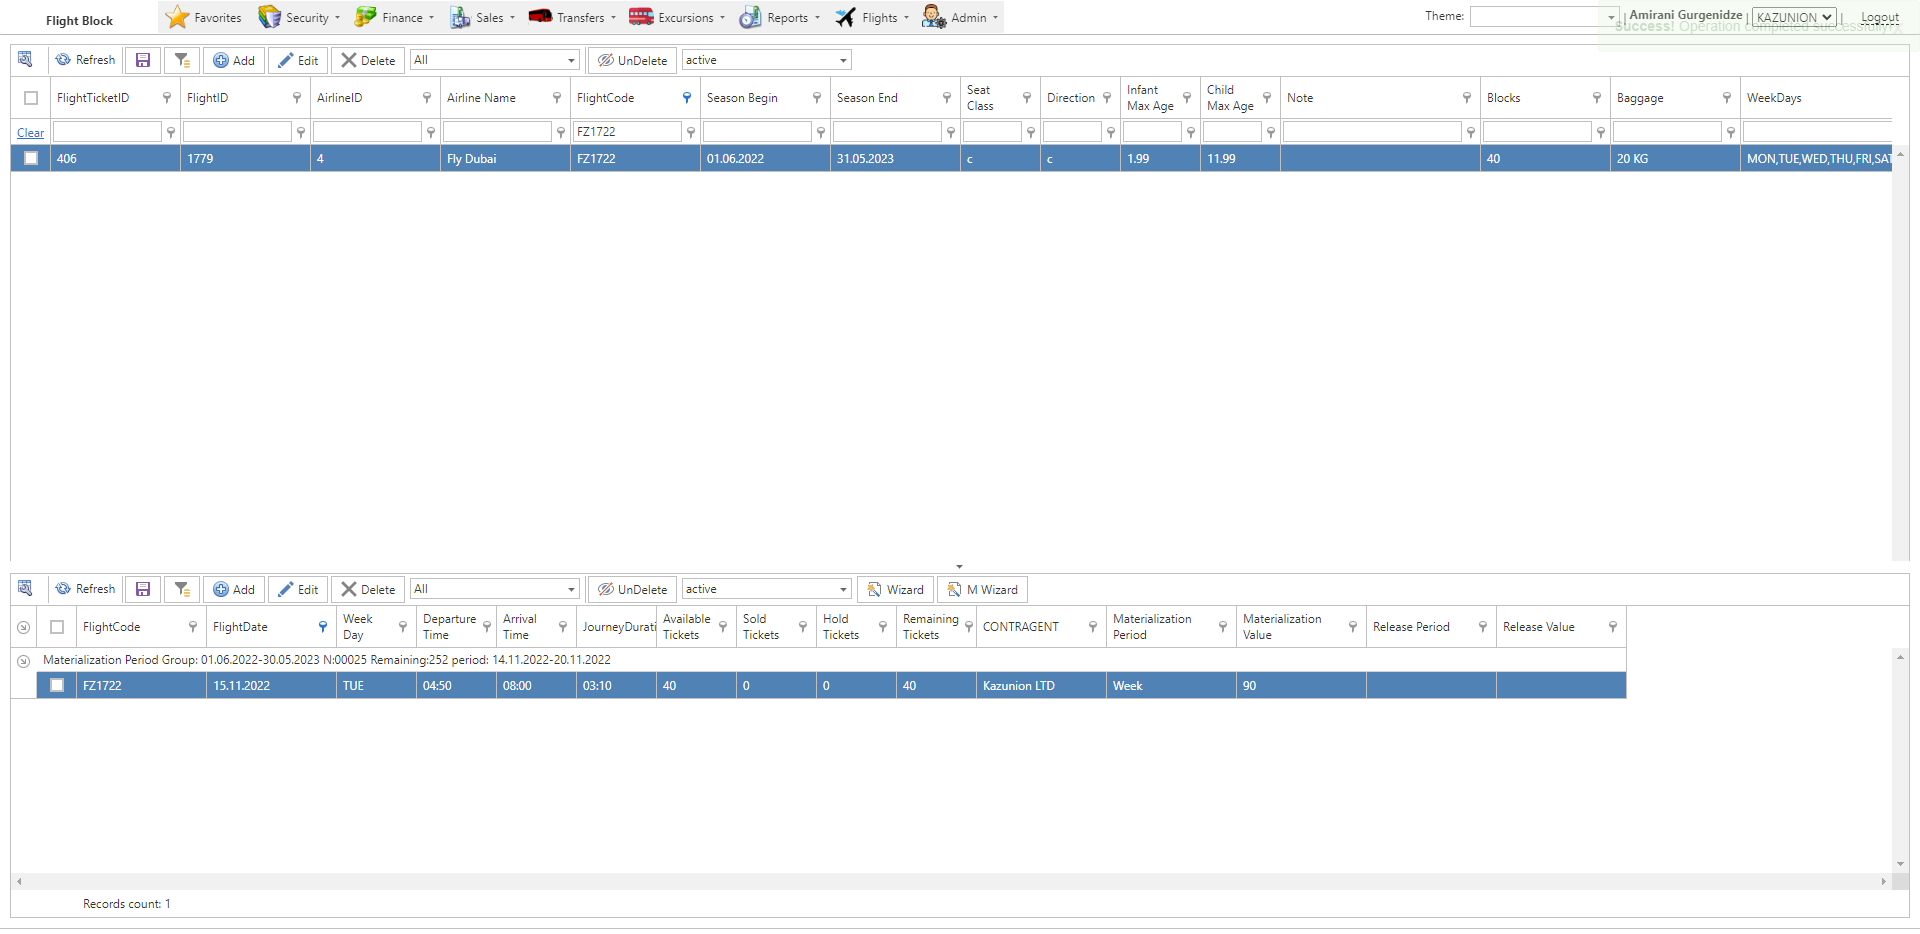 Flight Block Favorites Security Finance Sales Transfers Excursions Reports Flights Admin Theme: | Amirani Gurgenidze | KAZUNION | Logout
Success! Operation completed successfully!
Refresh Add Edit Delete All UnDelete active
FlightTicketID FlightID AirlineID Airline Name FlightCode Season Begin Season End Seat Class Direction Infant Max Age Child Max Age Note Blocks Baggage WeekDays
Clear FZ1722
406 1779 4 Fly Dubai FZ1722 01.06.2022 31.05.2023 c c 1.99 11.99 40 20 KG MON,TUE,WED,THU,FRI,SAT
Refresh Add Edit Delete All UnDelete active Wizard M Wizard
FlightCode FlightDate Week Day Departure Time Arrival Time JourneyDurati Available Tickets Sold Tickets Hold Tickets Remaining Tickets CONTRAGENT Materialization Period Materialization Value Release Period Release Value
Materialization Period Group: 01.06.2022-30.05.2023 N:00025 Remaining:252 period: 14.11.2022-20.11.2022
FZ1722 15.11.2022 TUE 04:50 08:00 03:10 40 0 0 40 Kazunion LTD Week 90
Records count: 1